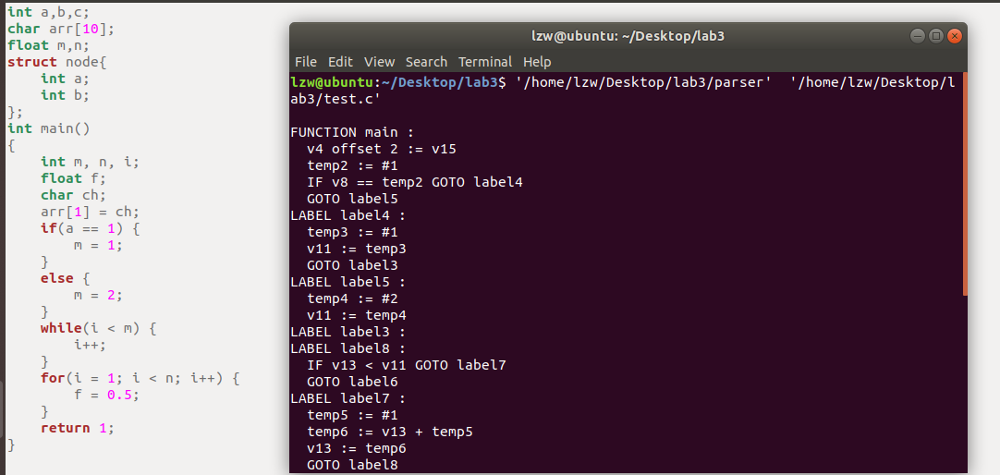 int a,b,c;
char arr[10];
float m,n;
struct node{
    int a;
    int b;
};
int main()
{
    int m, n, i;
    float f;
    char ch;
    arr[1] = ch;
    if(a == 1) {
        m = 1;
    }
    else {
        m = 2;
    }
    while(i < m) {
        i++;
    }
    for(i = 1; i < n; i++) {
        f = 0.5;
    }
    return 1;
}
lzw@ubuntu: ~/Desktop/lab3
File Edit View Search Terminal Help
lzw@ubuntu:~/Desktop/lab3$ '/home/lzw/Desktop/lab3/parser'  '/home/lzw/Desktop/l
ab3/test.c'
FUNCTION main :
  v4 offset 2 := v15
  temp2 := #1
  IF v8 == temp2 GOTO label4
  GOTO label5
LABEL label4 :
  temp3 := #1
  v11 := temp3
  GOTO label3
LABEL label5 :
  temp4 := #2
  v11 := temp4
LABEL label3 :
LABEL label8 :
  IF v13 < v11 GOTO label7
  GOTO label6
LABEL label7 :
  temp5 := #1
  temp6 := v13 + temp5
  v13 := temp6
  GOTO label8